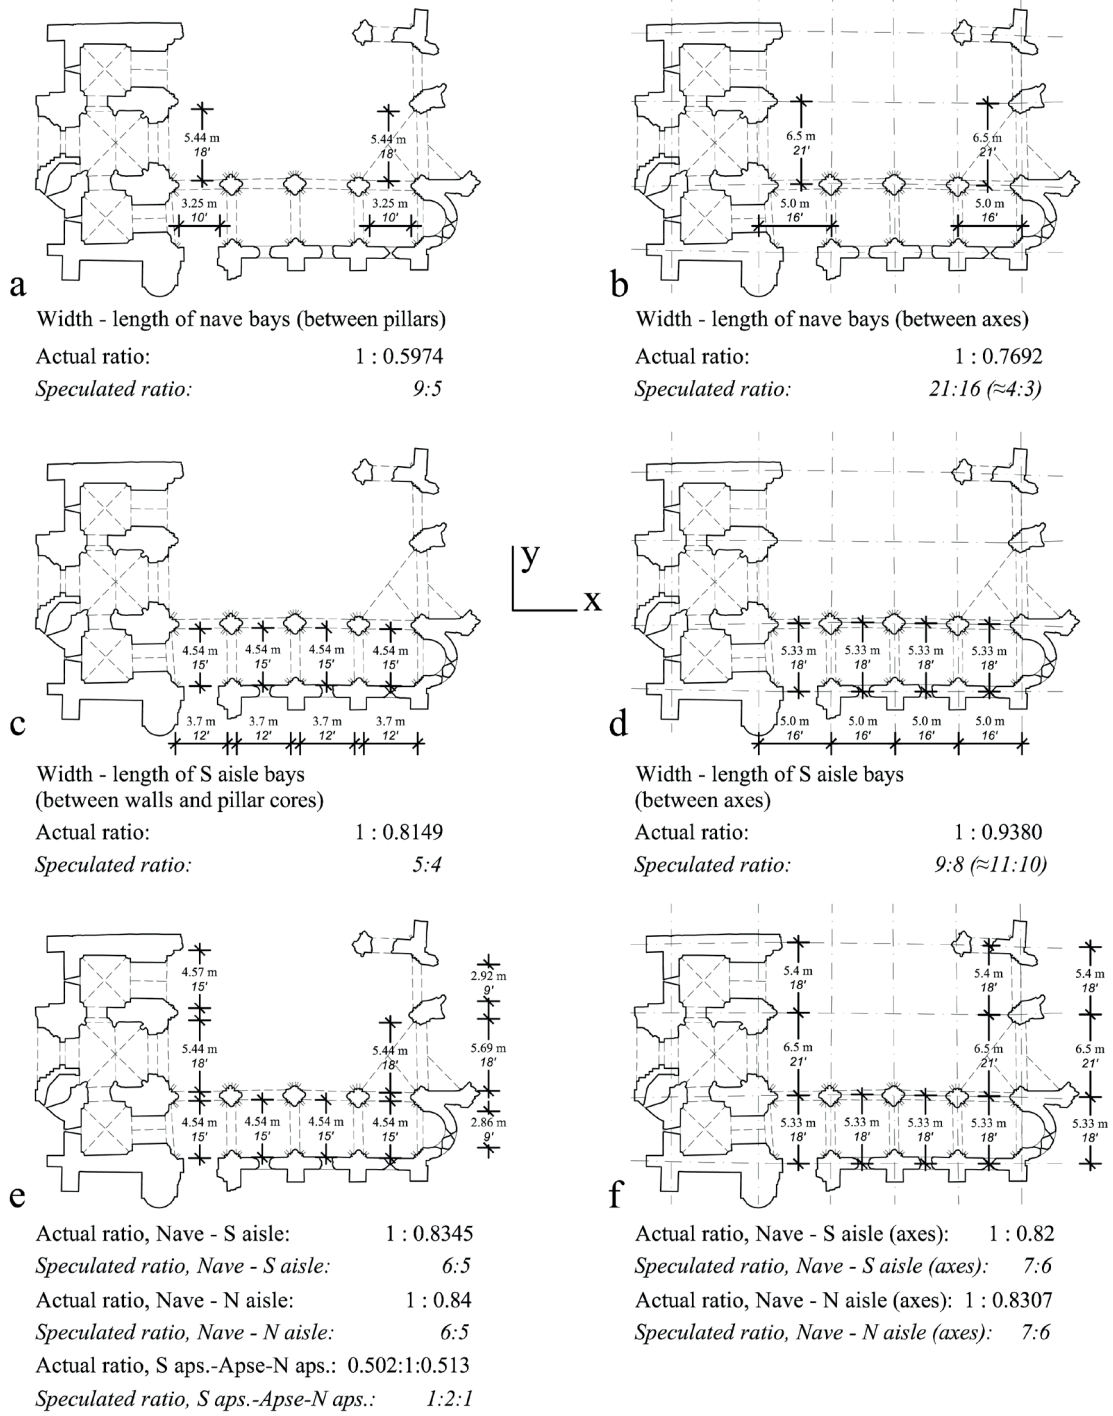 5.44 m
18'
5.44 m
18'
3.25 m
10'
3.25 m
10'
a
Width - length of nave bays (between pillars)
Actual ratio: 1 : 0.5974
Speculated ratio: 9:5
6.5 m
21'
6.5 m
21'
5.0 m
16'
5.0 m
16'
b
Width - length of nave bays (between axes)
Actual ratio: 1 : 0.7692
Speculated ratio: 21:16 (≈4:3)
y
x
4.54 m 4.54 m 4.54 m 4.54 m
15' 15' 15' 15'
3.7 m 3.7 m 3.7 m 3.7 m
12' 12' 12' 12'
c
Width - length of S aisle bays
(between walls and pillar cores)
Actual ratio: 1 : 0.8149
Speculated ratio: 5:4
5.33 m 5.33 m 5.33 m 5.33 m
18' 18' 18' 18'
5.0 m 5.0 m 5.0 m 5.0 m
16' 16' 16' 16'
d
Width - length of S aisle bays
(between axes)
Actual ratio: 1 : 0.9380
Speculated ratio: 9:8 (≈11:10)
4.57 m 2.92 m
15' 9'
5.44 m 5.44 m 5.69 m
18' 18' 18'
4.54 m 4.54 m 4.54 m 4.54 m 2.86 m
15' 15' 15' 15' 9'
e
Actual ratio, Nave - S aisle: 1 : 0.8345
Speculated ratio, Nave - S aisle: 6:5
Actual ratio, Nave - N aisle: 1 : 0.84
Speculated ratio, Nave - N aisle: 6:5
Actual ratio, S aps.-Apse-N aps.: 0.502:1:0.513
Speculated ratio, S aps.-Apse-N aps.: 1:2:1
5.4 m 5.4 m 5.4 m
18' 18' 18'
6.5 m 6.5 m 6.5 m
21' 21' 21'
5.33 m 5.33 m 5.33 m 5.33 m 5.33 m
18' 18' 18' 18' 18'
f
Actual ratio, Nave - S aisle (axes): 1 : 0.82
Speculated ratio, Nave - S aisle (axes): 7:6
Actual ratio, Nave - N aisle (axes): 1 : 0.8307
Speculated ratio, Nave - N aisle (axes): 7:6